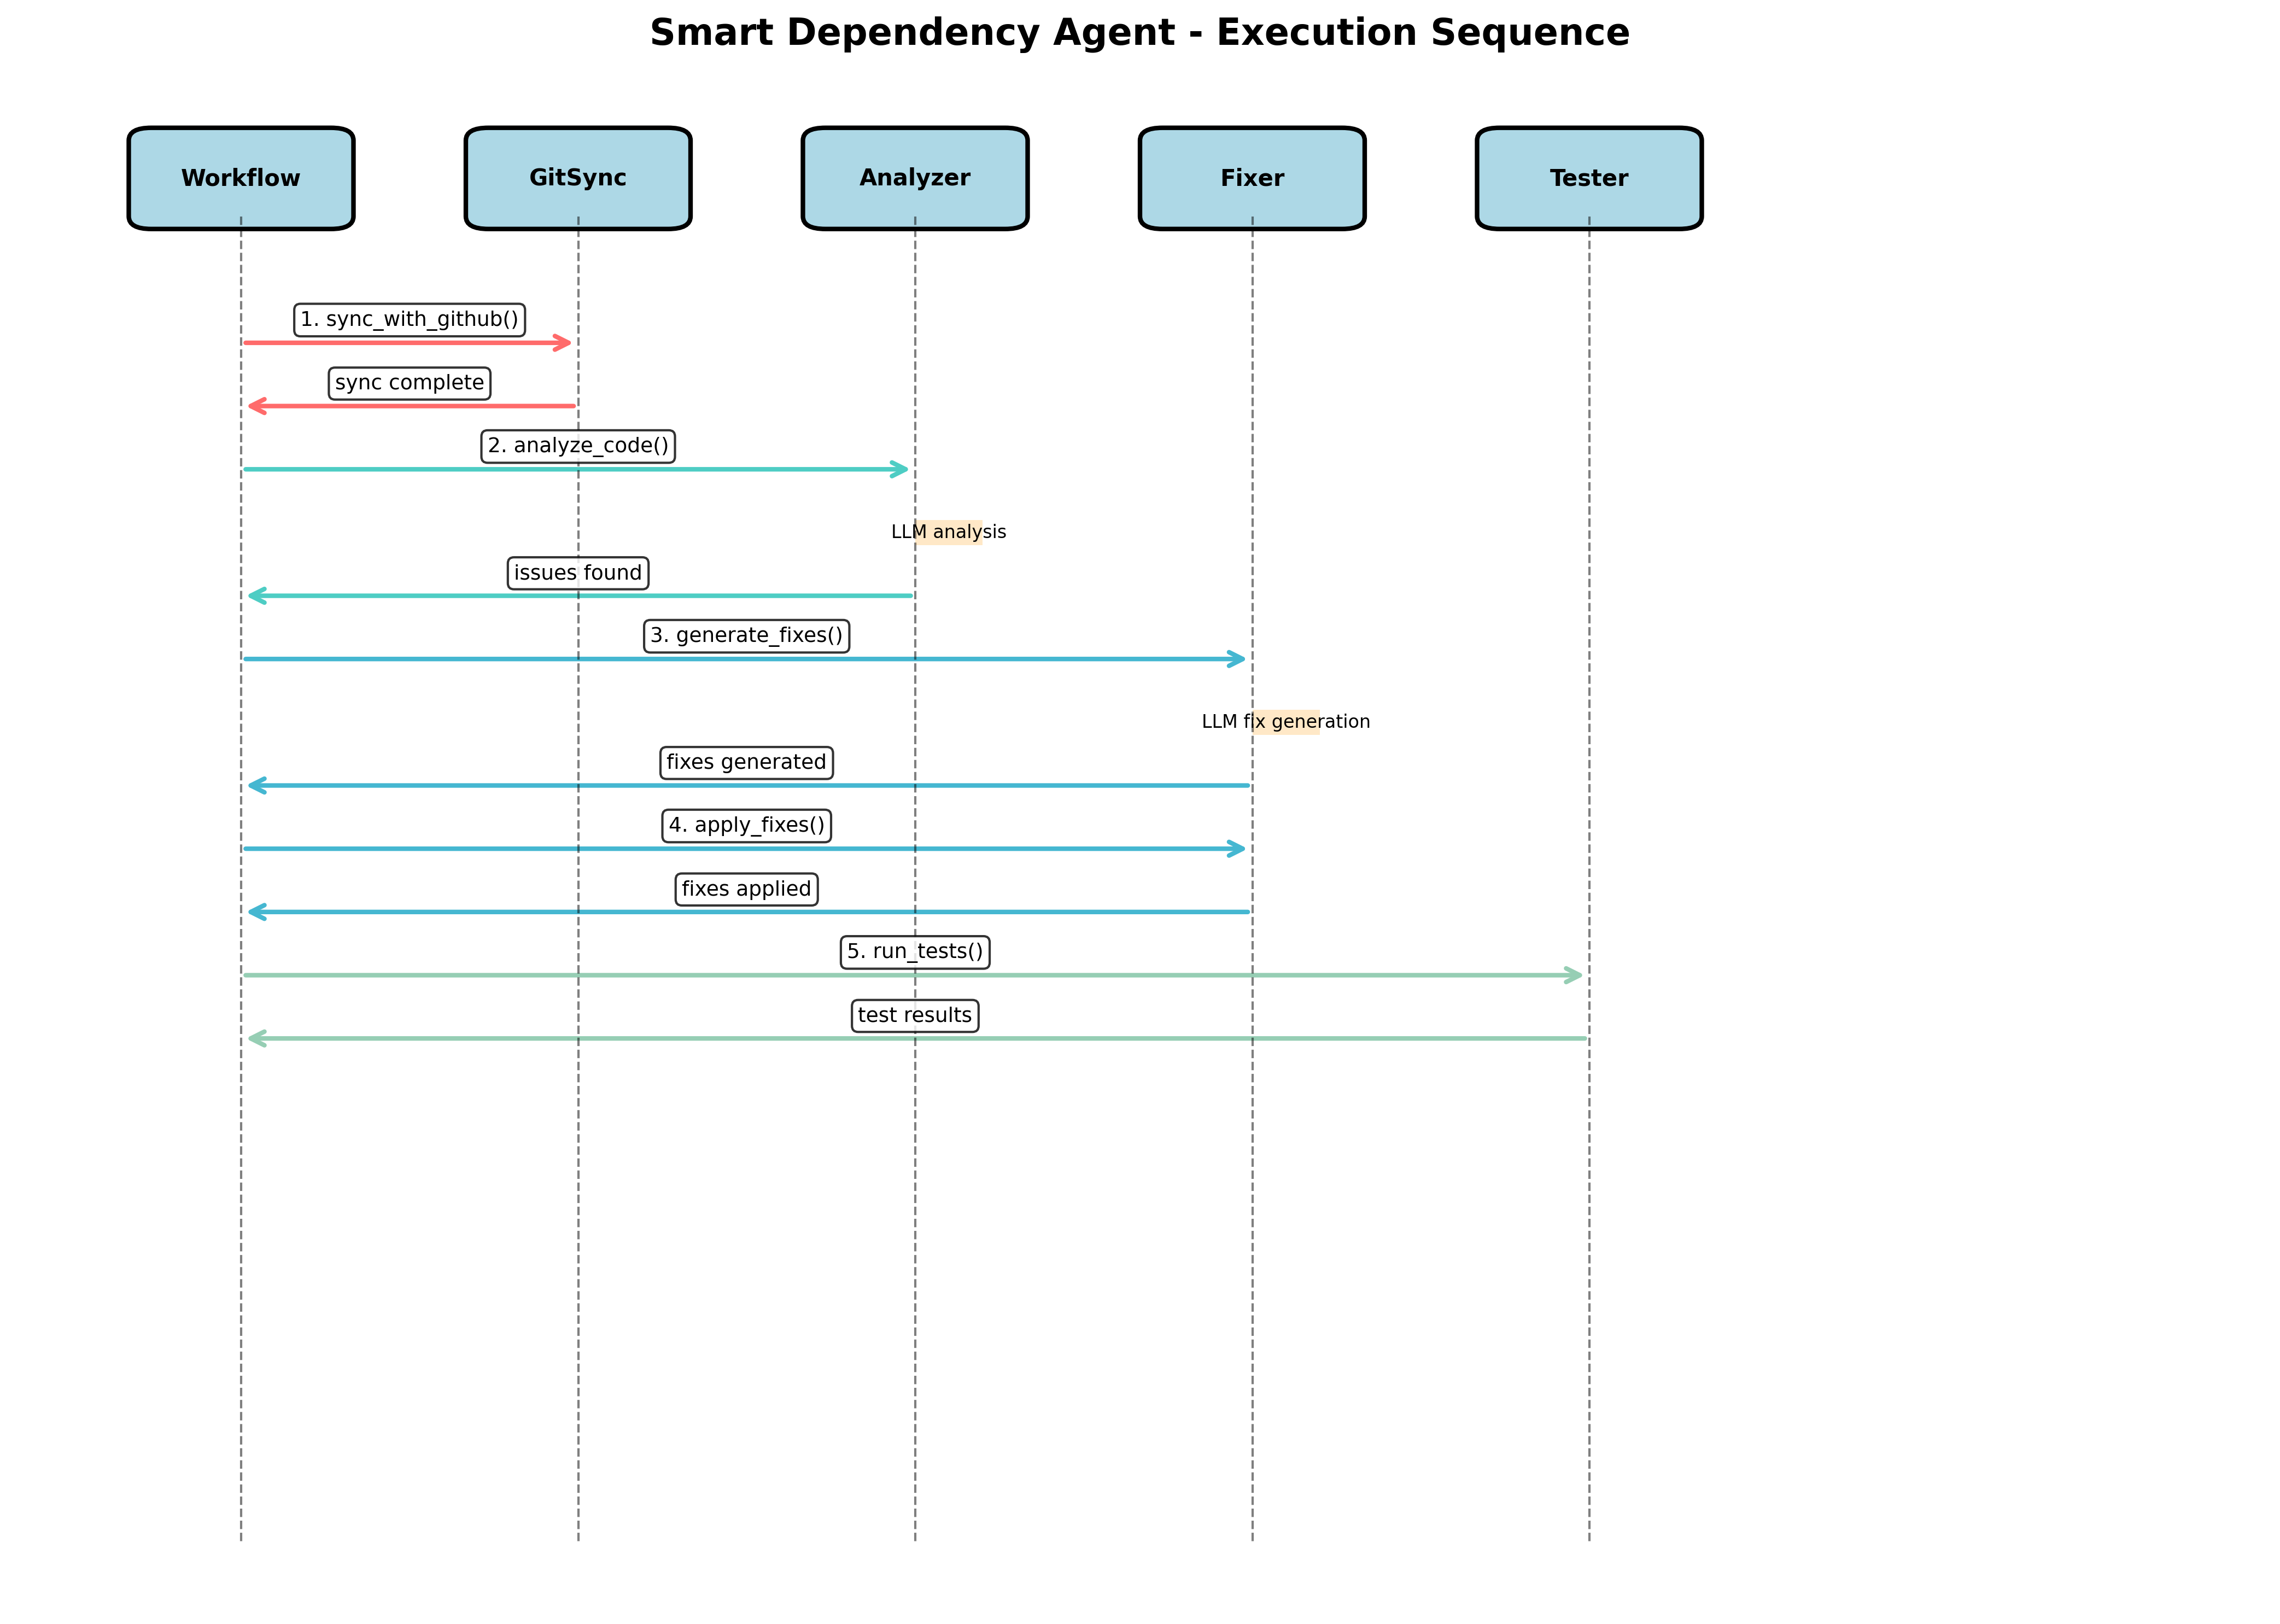 Smart Dependency Agent - Execution Sequence
Workflow
GitSync
Analyzer
Fixer
Tester
1. sync_with_github()
sync complete
2. analyze_code()
LLM analysis
issues found
3. generate_fixes()
LLM fix generation
fixes generated
4. apply_fixes()
fixes applied
5. run_tests()
test results